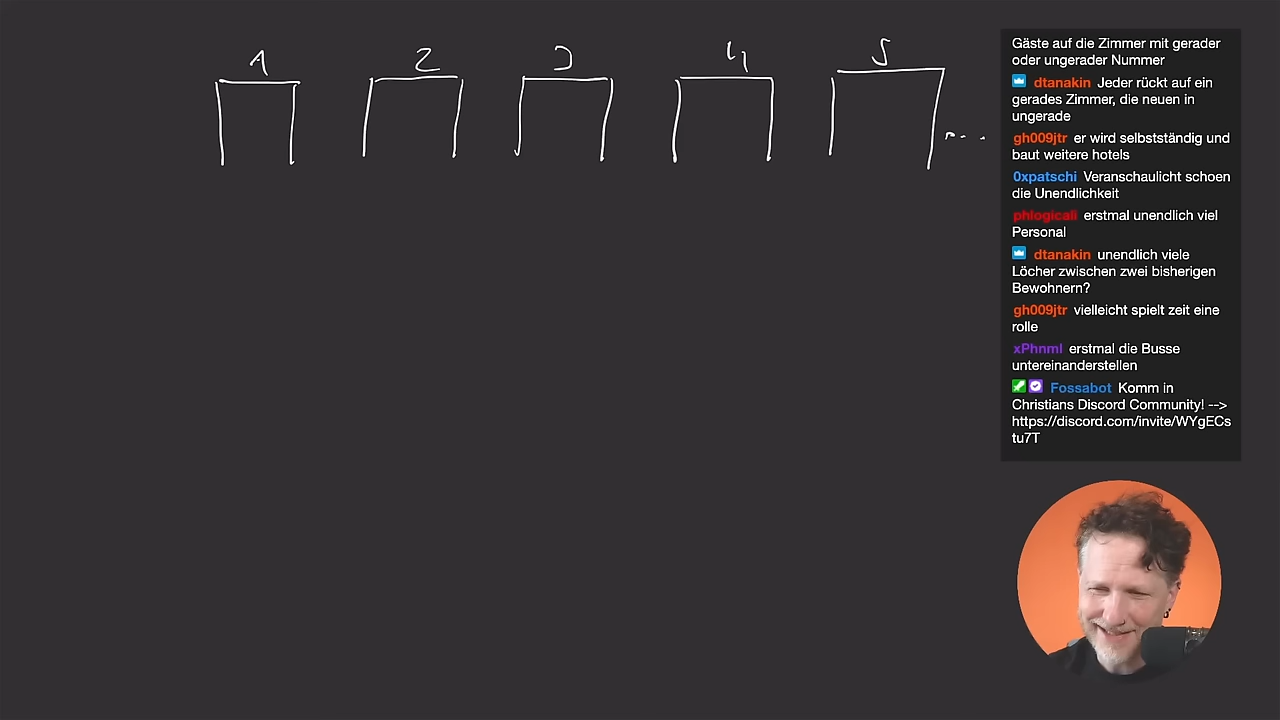 1 2 3 4 5
...
Gäste auf die Zimmer mit gerader
oder ungerader Nummer
dtanakin Jeder rückt auf ein
gerades Zimmer, die neuen in
ungerade
gh009jtr er wird selbstständig und
baut weitere hotels
0xpatschi Veranschaulicht schoen
die Unendlichkeit
phlogicall erstmal unendlich viel
Personal
dtanakin unendlich viele
Löcher zwischen zwei bisherigen
Bewohnern?
gh009jtr vielleicht spielt zeit eine
rolle
xPhnml erstmal die Busse
untereinanderstellen
Fossabot Komm in
Christians Discord Community! -->
https://discord.com/invite/WYgECs
tu7T